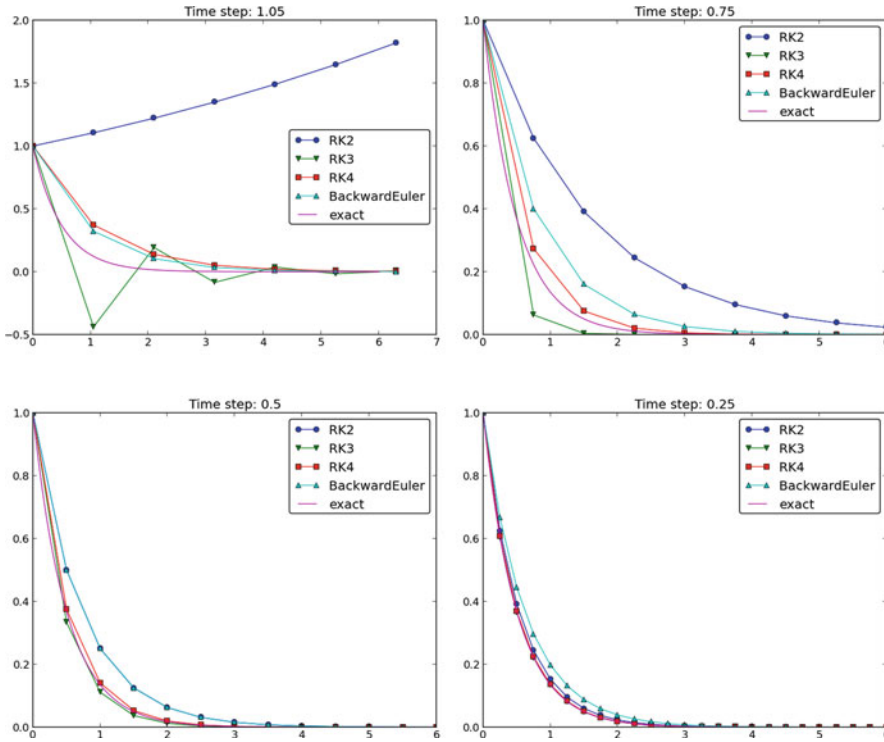 Time step: 1.05
2.0
1.5
1.0
0.5
0.0
−0.5
0 1 2 3 4 5 6 7
RK2
RK3
RK4
BackwardEuler
exact
Time step: 0.75
1.0
0.8
0.6
0.4
0.2
0.0
0 1 2 3 4 5 6
RK2
RK3
RK4
BackwardEuler
exact
Time step: 0.5
1.0
0.8
0.6
0.4
0.2
0.0
0 1 2 3 4 5 6
RK2
RK3
RK4
BackwardEuler
exact
Time step: 0.25
1.0
0.8
0.6
0.4
0.2
0.0
0 1 2 3 4 5
RK2
RK3
RK4
BackwardEuler
exact